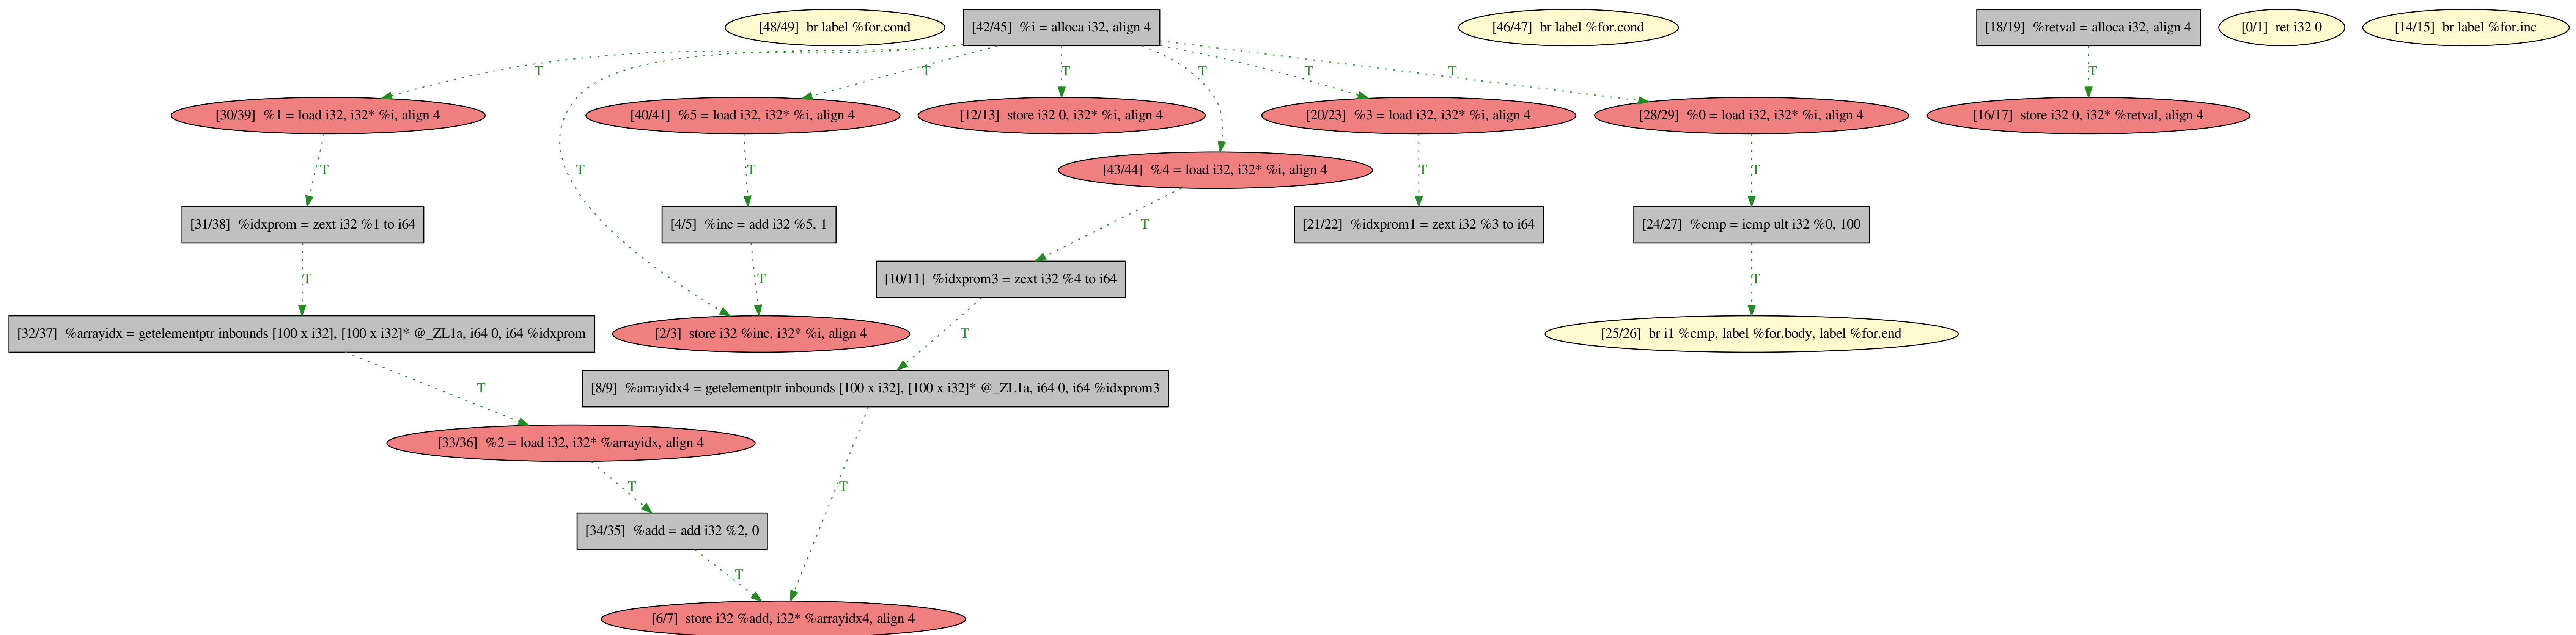 [48/49]  br label %for.cond
[42/45]  %i = alloca i32, align 4
[46/47]  br label %for.cond
[18/19]  %retval = alloca i32, align 4
[0/1]  ret i32 0
[14/15]  br label %for.inc
T
T
T
T
T
T
T
[30/39]  %1 = load i32, i32* %i, align 4
[40/41]  %5 = load i32, i32* %i, align 4
[12/13]  store i32 0, i32* %i, align 4
[20/23]  %3 = load i32, i32* %i, align 4
[28/29]  %0 = load i32, i32* %i, align 4
[16/17]  store i32 0, i32* %retval, align 4
T
T
T
[43/44]  %4 = load i32, i32* %i, align 4
T
T
[31/38]  %idxprom = zext i32 %1 to i64
[4/5]  %inc = add i32 %5, 1
T
[21/22]  %idxprom1 = zext i32 %3 to i64
[24/27]  %cmp = icmp ult i32 %0, 100
T
T
[10/11]  %idxprom3 = zext i32 %4 to i64
T
[32/37]  %arrayidx = getelementptr inbounds [100 x i32], [100 x i32]* @_ZL1a, i64 0, i64 %idxprom
[2/3]  store i32 %inc, i32* %i, align 4
T
[25/26]  br i1 %cmp, label %for.body, label %for.end
T
[8/9]  %arrayidx4 = getelementptr inbounds [100 x i32], [100 x i32]* @_ZL1a, i64 0, i64 %idxprom3
[33/36]  %2 = load i32, i32* %arrayidx, align 4
T
T
[34/35]  %add = add i32 %2, 0
T
[6/7]  store i32 %add, i32* %arrayidx4, align 4